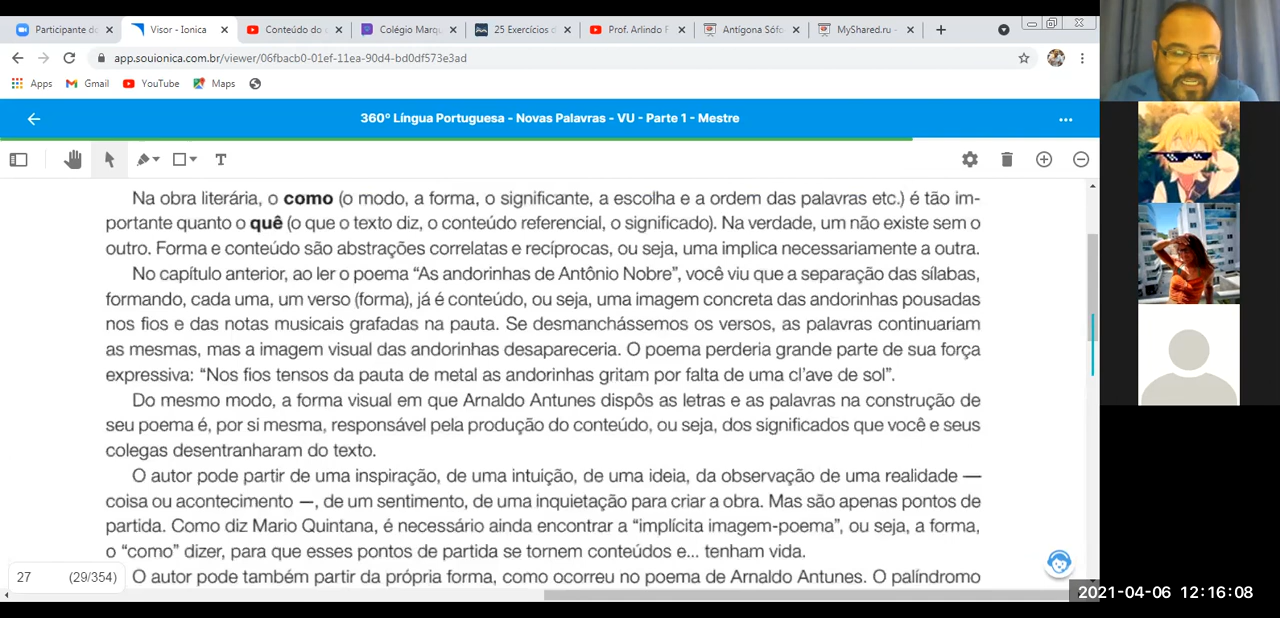 Participante de
Visor - Ionica
Conteúdo do
Colégio Marqu
25 Exercícios d
Prof. Arlindo F
Antígona Sófo
MyShared.ru -
app.souionica.com.br/viewer/06fbacb0-01ef-11ea-90d4-bd0df573e3ad
Apps Gmail YouTube Maps
360º Língua Portuguesa - Novas Palavras - VU - Parte 1 - Mestre
T
Na obra literária, o como (o modo, a forma, o significante, a escolha e a ordem das palavras etc.) é tão im-
portante quanto o quê (o que o texto diz, o conteúdo referencial, o significado). Na verdade, um não existe sem o
outro. Forma e conteúdo são abstrações correlatas e recíprocas, ou seja, uma implica necessariamente a outra.
No capítulo anterior, ao ler o poema “As andorinhas de Antônio Nobre”, você viu que a separação das sílabas,
formando, cada uma, um verso (forma), já é conteúdo, ou seja, uma imagem concreta das andorinhas pousadas
nos fios e das notas musicais grafadas na pauta. Se desmanchássemos os versos, as palavras continuariam
as mesmas, mas a imagem visual das andorinhas desapareceria. O poema perderia grande parte de sua força
expressiva: “Nos fios tensos da pauta de metal as andorinhas gritam por falta de uma cl’ave de sol”.
Do mesmo modo, a forma visual em que Arnaldo Antunes dispôs as letras e as palavras na construção de
seu poema é, por si mesma, responsável pela produção do conteúdo, ou seja, dos significados que você e seus
colegas desentranharam do texto.
O autor pode partir de uma inspiração, de uma intuição, de uma ideia, da observação de uma realidade —
coisa ou acontecimento —, de um sentimento, de uma inquietação para criar a obra. Mas são apenas pontos de
partida. Como diz Mario Quintana, é necessário ainda encontrar a “implícita imagem-poema”, ou seja, a forma,
o “como” dizer, para que esses pontos de partida se tornem conteúdos e... tenham vida.
O autor pode também partir da própria forma, como ocorreu no poema de Arnaldo Antunes. O palíndromo
27 (29/354)
2021-04-06 12:16:08